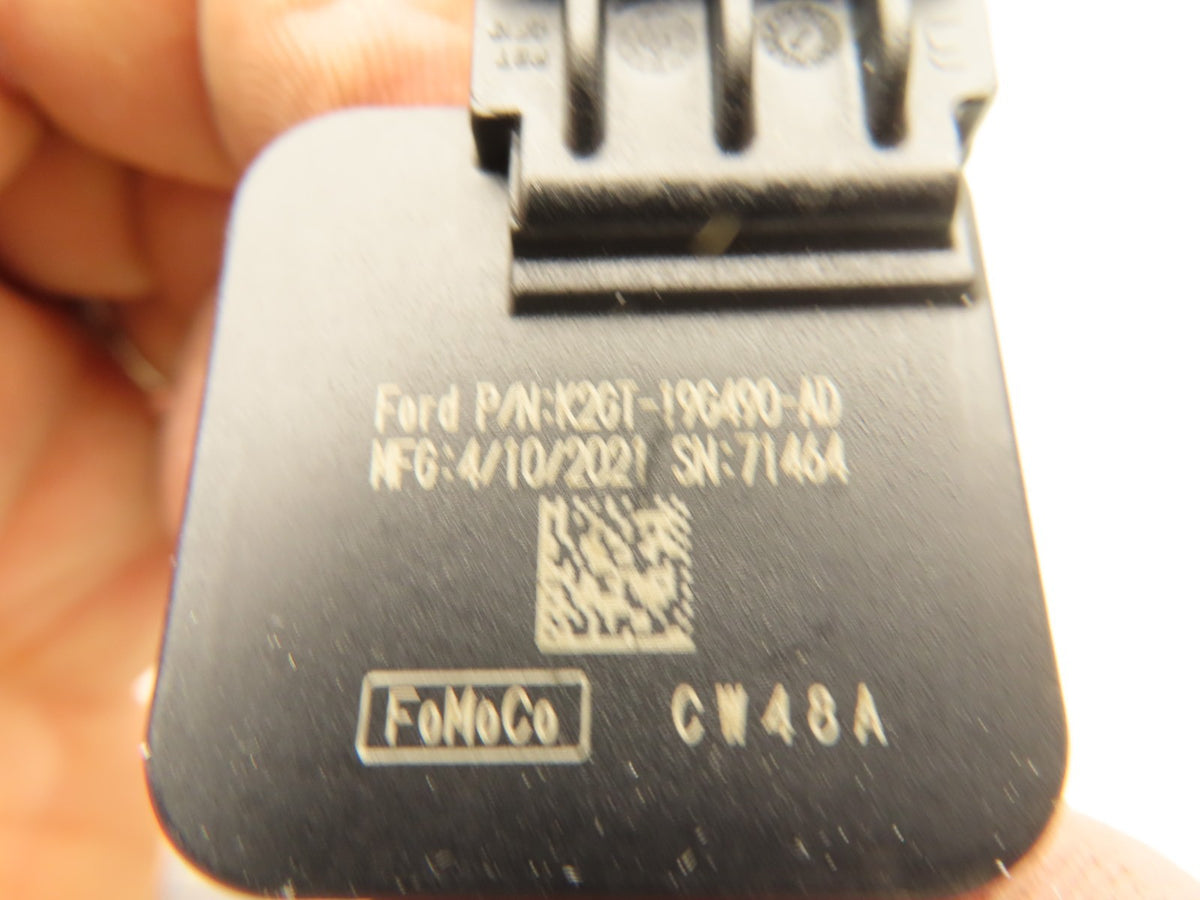 Ford P/N:K2GT-19G490-AD
MFG:4/10/2021 SN:71464
FoMoCo
CW48A